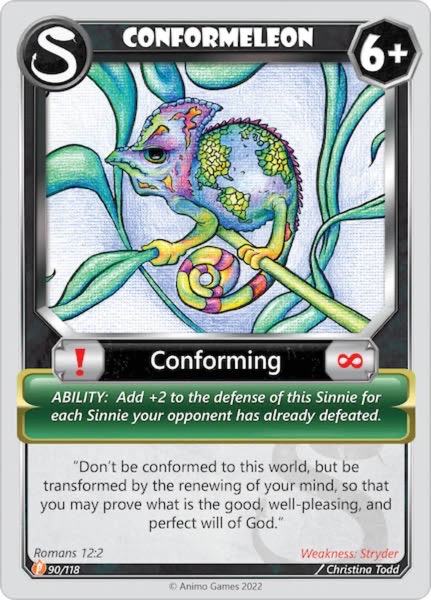 S CONFORMELEON 6+
! Conforming ∞
ABILITY: Add +2 to the defense of this Sinnie for
each Sinnie your opponent has already defeated.
"Don't be conformed to this world, but be
transformed by the renewing of your mind, so that
you may prove what is the good, well-pleasing, and
perfect will of God."
Romans 12:2 Weakness: Stryder
P 90/118 Christina Todd
© Animo Games 2022